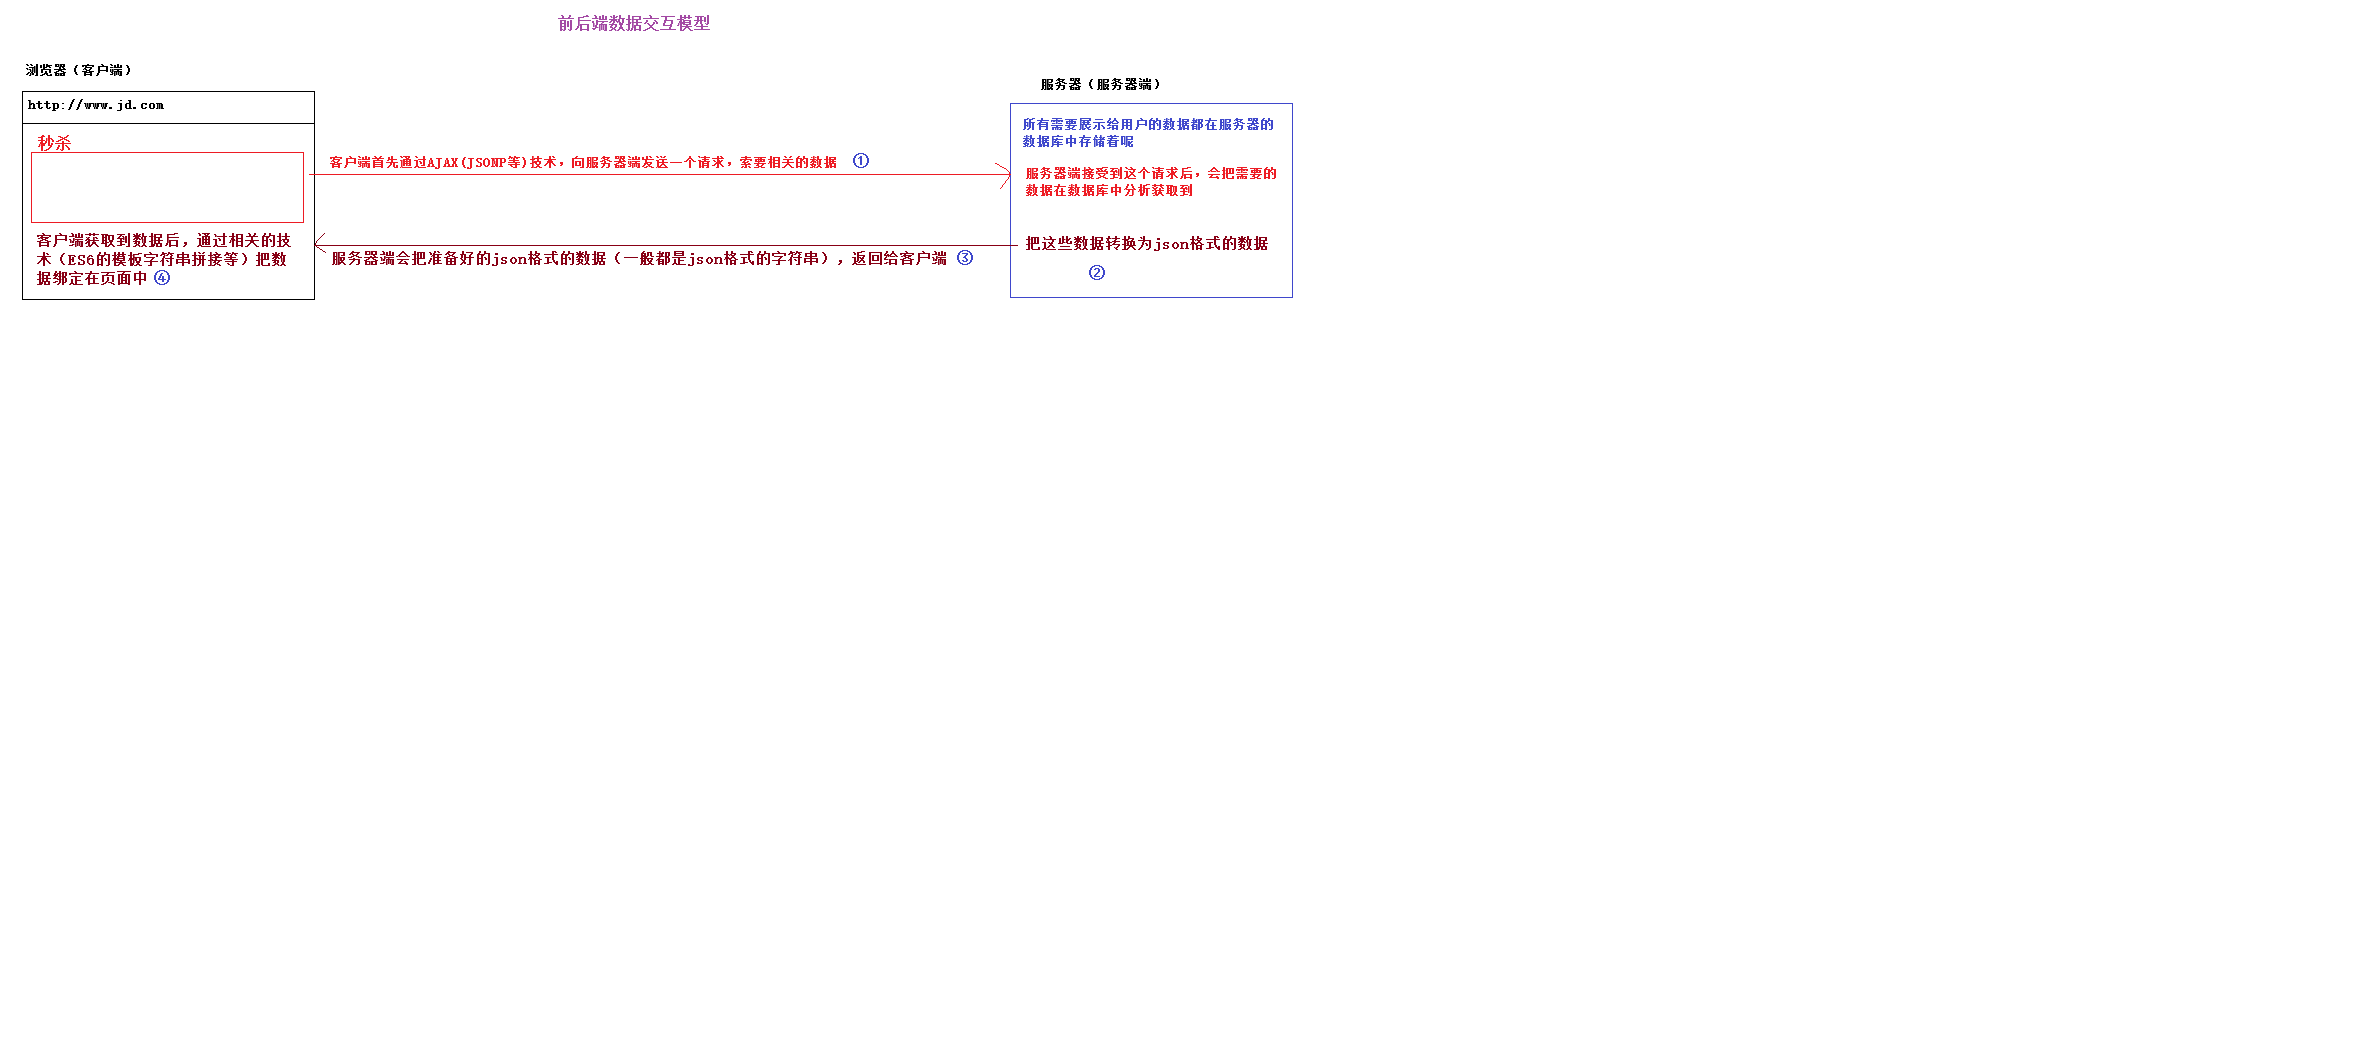 前后端数据交互模型
浏览器（客户端）
http://www.jd.com
秒杀
客户端获取到数据后，通过相关的技
术（ES6的模板字符串拼接等）把数
据绑定在页面中 ④
客户端首先通过AJAX(JSONP等)技术，向服务器端发送一个请求，索要相关的数据 ①
服务器端会把准备好的json格式的数据（一般都是json格式的字符串），返回给客户端 ③
服务器（服务器端）
所有需要展示给用户的数据都在服务器的
数据库中存储着呢
服务器端接受到这个请求后，会把需要的
数据在数据库中分析获取到
把这些数据转换为json格式的数据
②